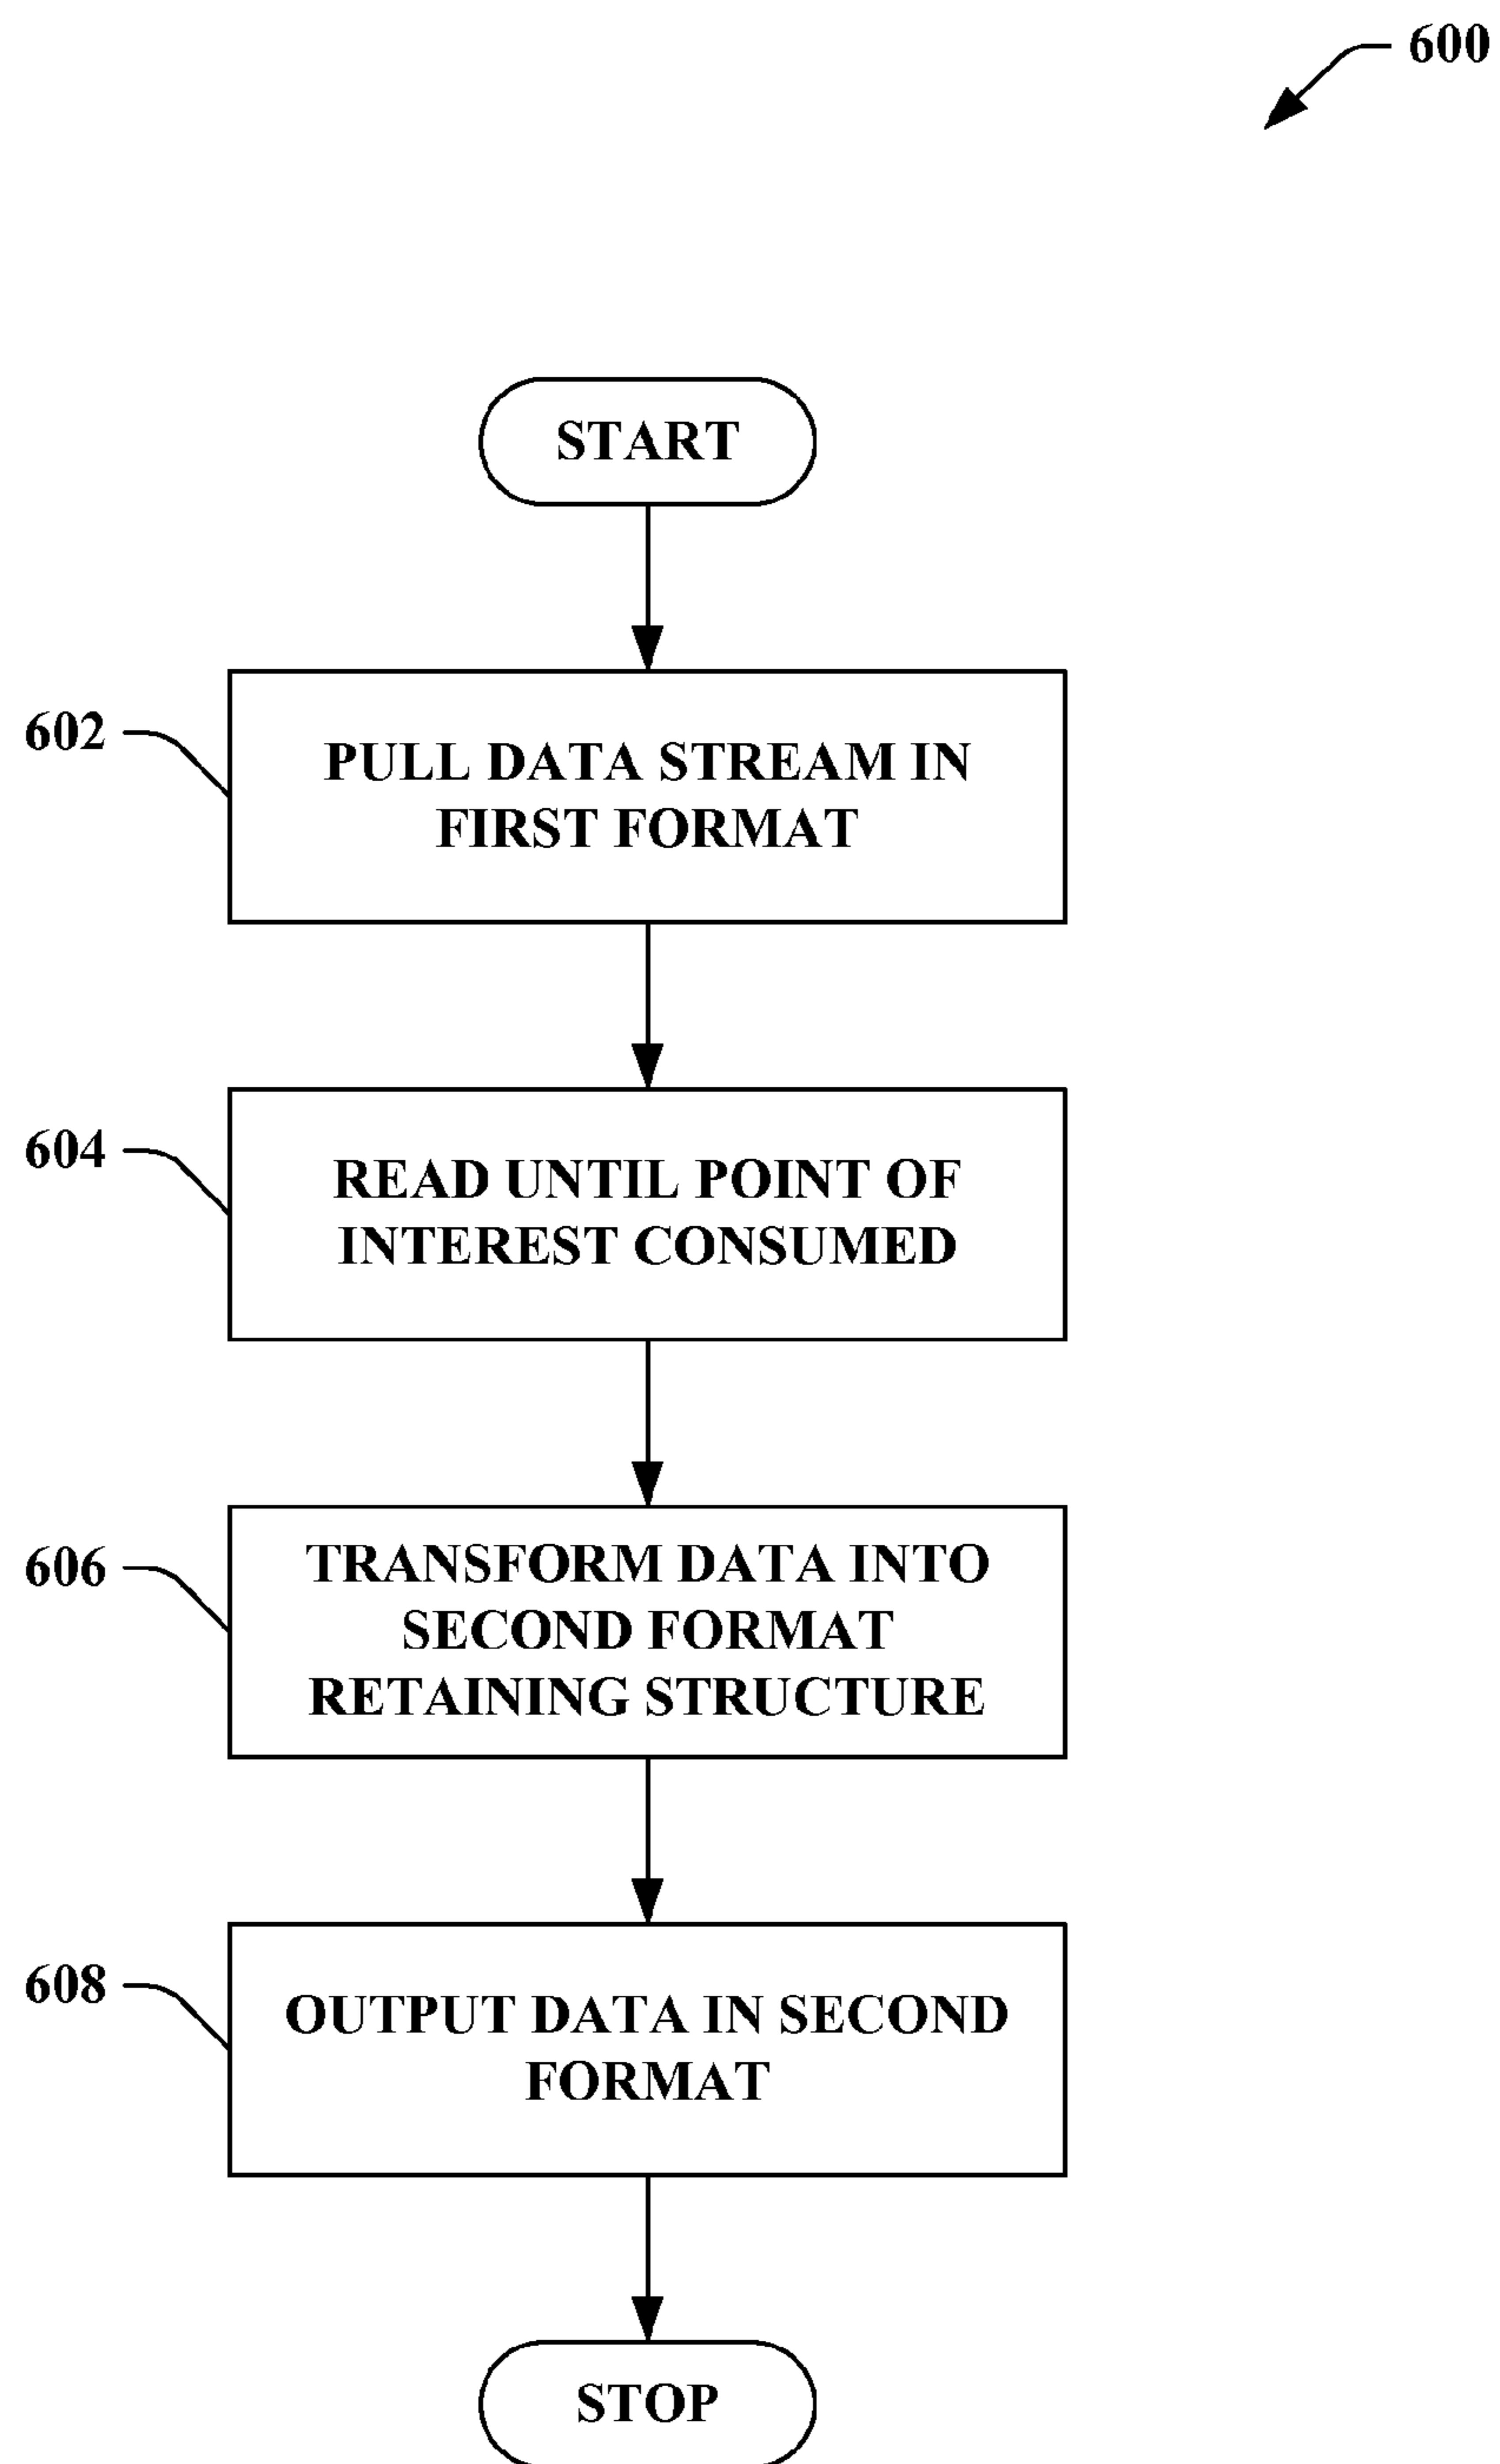 600
START
602
PULL DATA STREAM IN
FIRST FORMAT
604
READ UNTIL POINT OF
INTEREST CONSUMED
606
TRANSFORM DATA INTO
SECOND FORMAT
RETAINING STRUCTURE
608
OUTPUT DATA IN SECOND
FORMAT
STOP